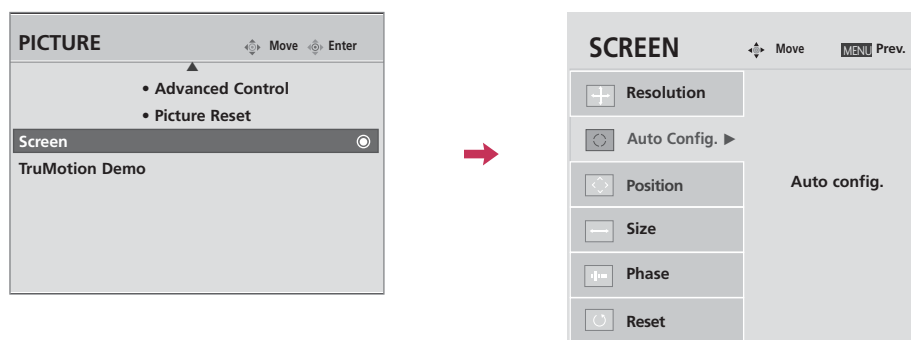 PICTURE Move Enter
• Advanced Control
• Picture Reset
Screen
TruMotion Demo
SCREEN Move MENU Prev.
Resolution
Auto Config. ▶
Position
Size
Phase
Reset
Auto config.